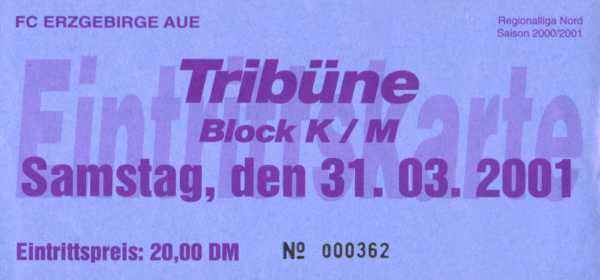 FC ERZGEBIRGE AUE
Regionalliga Nord
Saison 2000/2001
Eintrittskarte
Tribüne
Block K / M
Samstag, den 31. 03. 2001
Eintrittspreis: 20,00 DM
Nº 000362